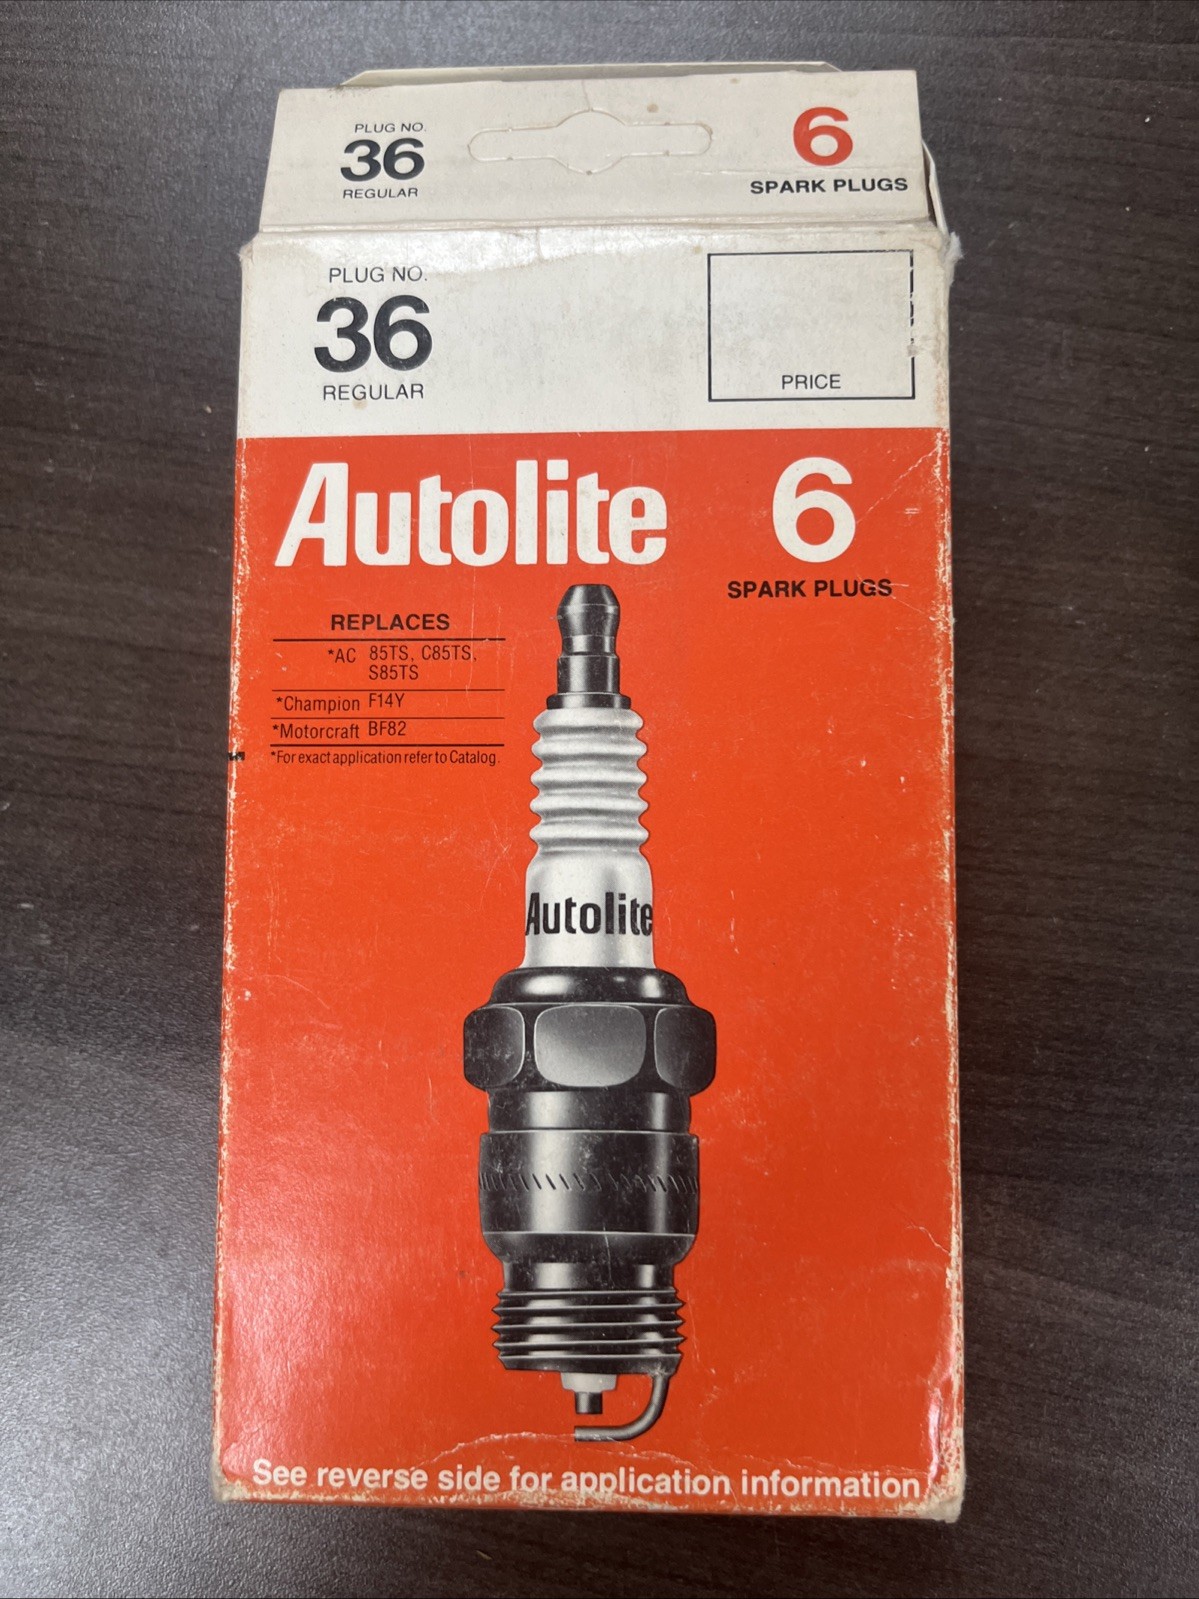 PLUG NO.
36
REGULAR
6
SPARK PLUGS
PLUG NO.
36
REGULAR
PRICE
Autolite
6
SPARK PLUGS
REPLACES
*AC 85TS, C85TS,
S85TS
*Champion F14Y
*Motorcraft BF82
*For exact application refer to Catalog.
Autolite
See reverse side for application information